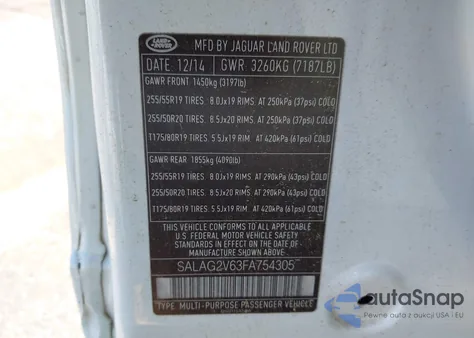 LAND ROVER
MFD BY JAGUAR LAND ROVER LTD
DATE 12/14 GWR 3260KG (7187LB)
GAWR FRONT 1450kg (3197lb)
255/55R19 TIRES. 8.0Jx19 RIMS. AT 250kPa (37psi) COLD
255/50R20 TIRES. 8.5Jx20 RIMS. AT 250kPa (37psi) COLD
T175/80R19 TIRES. 5.5Jx19 RIMS. AT 420kPa (61psi) COLD
GAWR REAR 1855kg (4090lb)
255/55R19 TIRES. 8.0Jx19 RIMS. AT 290kPa (43psi) COLD
255/50R20 TIRES. 8.5Jx20 RIMS. AT 290kPa (43psi) COLD
T175/80R19 TIRES. 5.5Jx19 RIMS. AT 420kPa (61psi) COLD
THIS VEHICLE CONFORMS TO ALL APPLICABLE
FEDERAL MOTOR VEHICLE SAFETY STANDARDS
IN EFFECT ON THE DATE OF
MANUFACTURE SHOWN ABOVE.
SALAG2V63FA754305
TYPE: MULTI-PURPOSE PASSENGER VEHICLE
autoSnap
Pewne auto z aukcji w USA i EU